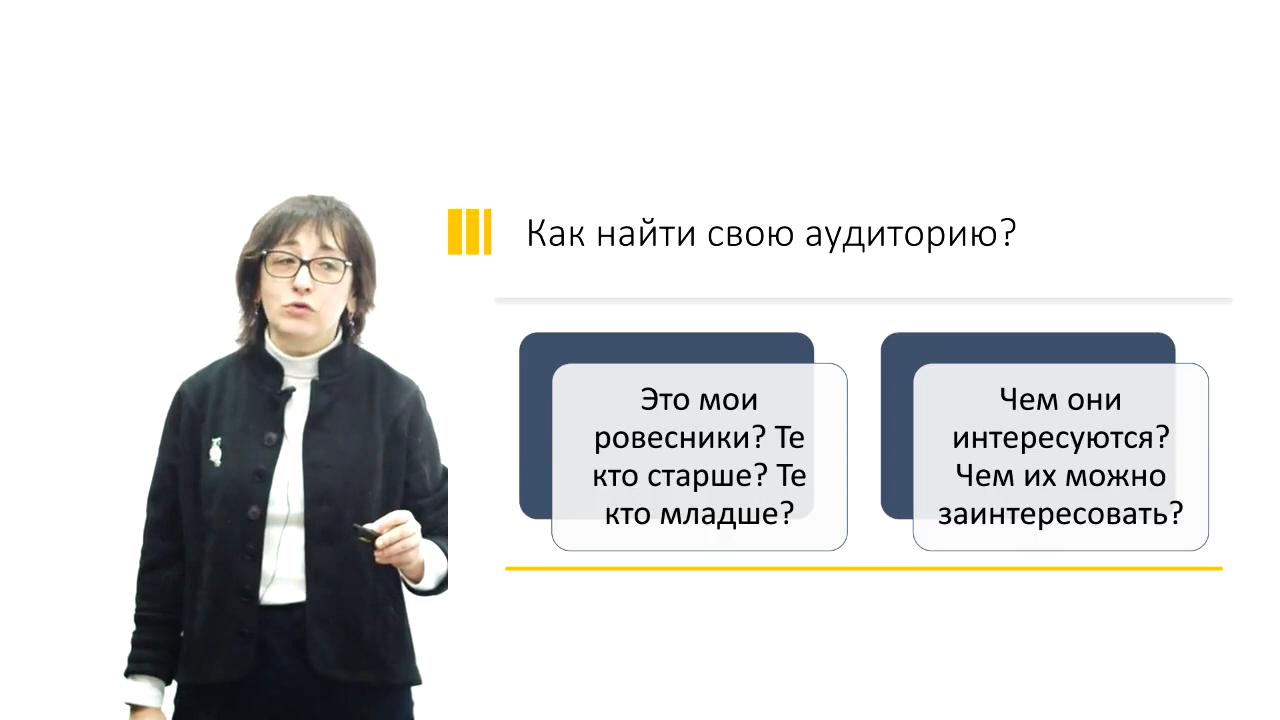 Как найти свою аудиторию?
Это мои
ровесники? Те
кто старше? Те
кто младше?
Чем они
интересуются?
Чем их можно
заинтересовать?